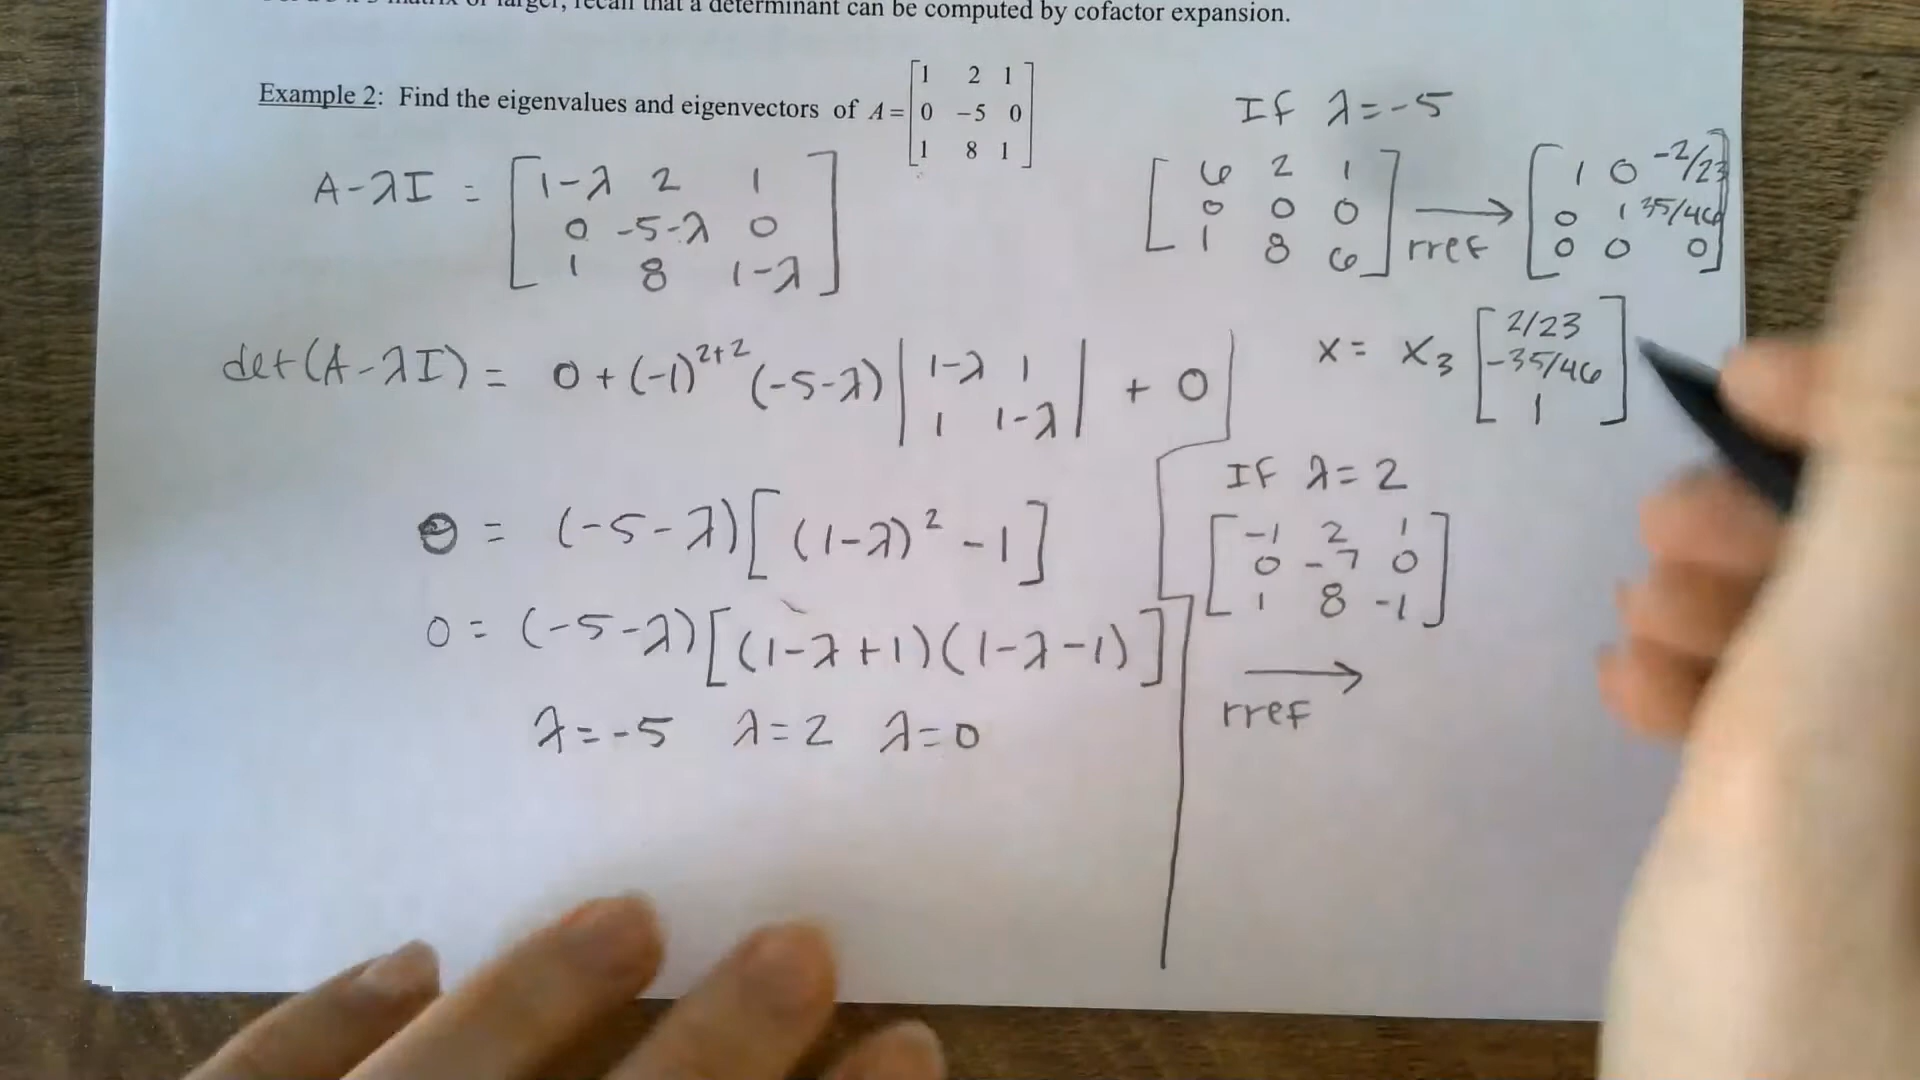 or larger, recall that a determinant can be computed by cofactor expansion.
Example 2: Find the eigenvalues and eigenvectors of A = [1 2 1
0 -5 0
1 8 1]
A-λI = [1-λ 2 1
0 -5-λ 0
1 8 1-λ]
det(A-λI) = 0 + (-1)^2+2 (-5-λ) |1-λ 1
1 1-λ| + 0
0 = (-5-λ)[(1-λ)^2 -1]
0 = (-5-λ)[(1-λ+1)(1-λ-1)]
λ=-5 λ=2 λ=0
If λ=-5
[6 2 1
0 0 0
1 8 6] → rref [1 0 -2/23
0 1 35/46
0 0 0]
x = x₃ [2/23
-35/46
1]
If λ=2
[-1 2 1
0 -7 0
1 8 -1]
→
rref